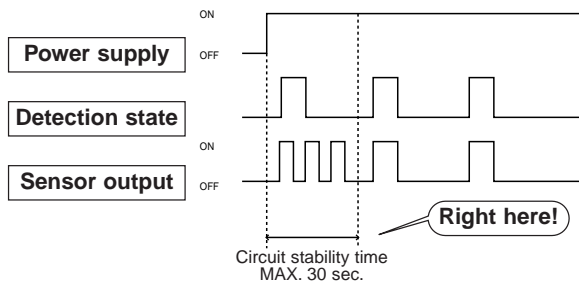 ON
Power supply
OFF
Detection state
ON
Sensor output
OFF
Right here!
Circuit stability time
MAX. 30 sec.